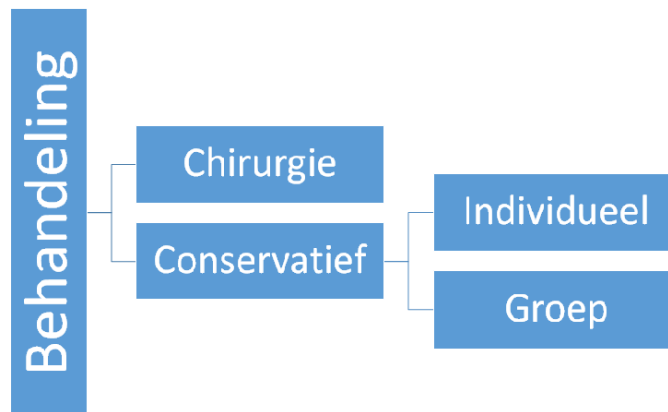 Behandeling
Chirurgie
Conservatief
Individueel
Groep